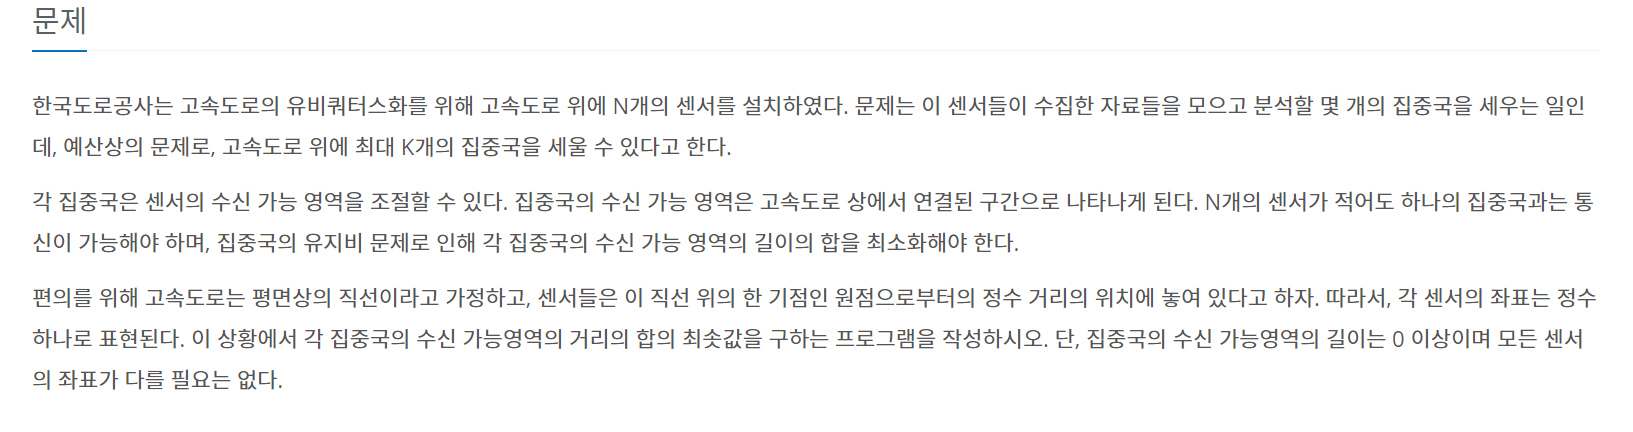 문제
한국도로공사는 고속도로의 유비쿼터스화를 위해 고속도로 위에 N개의 센서를 설치하였다. 문제는 이 센서들이 수집한 자료들을 모으고 분석할 몇 개의 집중국을 세우는 일인
데, 예산상의 문제로, 고속도로 위에 최대 K개의 집중국을 세울 수 있다고 한다.
각 집중국은 센서의 수신 가능 영역을 조절할 수 있다. 집중국의 수신 가능 영역은 고속도로 상에서 연결된 구간으로 나타나게 된다. N개의 센서가 적어도 하나의 집중국과는 통
신이 가능해야 하며, 집중국의 유지비 문제로 인해 각 집중국의 수신 가능 영역의 길이의 합을 최소화해야 한다.
편의를 위해 고속도로는 평면상의 직선이라고 가정하고, 센서들은 이 직선 위의 한 기점인 원점으로부터의 정수 거리의 위치에 놓여 있다고 하자. 따라서, 각 센서의 좌표는 정수
하나로 표현된다. 이 상황에서 각 집중국의 수신 가능영역의 거리의 합의 최솟값을 구하는 프로그램을 작성하시오. 단, 집중국의 수신 가능영역의 길이는 0 이상이며 모든 센서
의 좌표가 다를 필요는 없다.